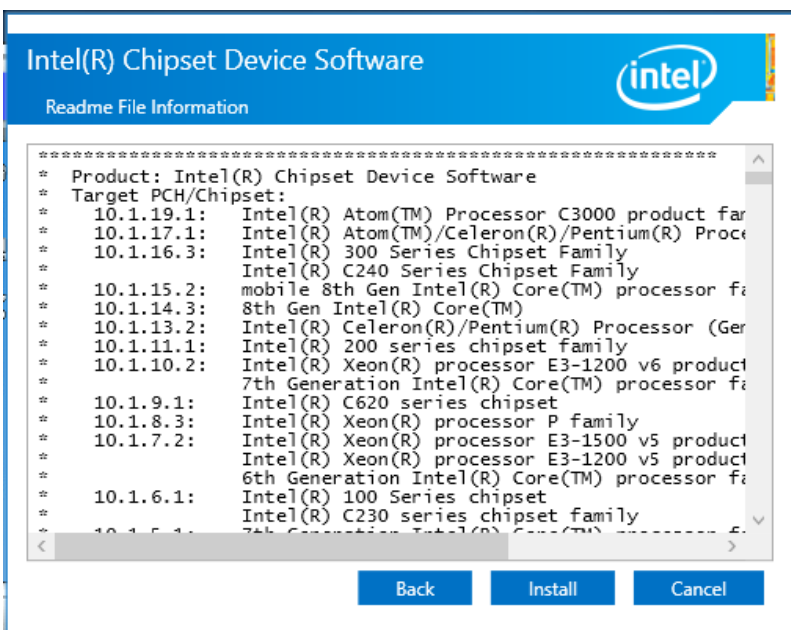 Intel(R) Chipset Device Software
intel
Readme File Information
*************************************************************
* Product: Intel(R) Chipset Device Software
* Target PCH/Chipset:
* 10.1.19.1: Intel(R) Atom(TM) Processor C3000 product
* 10.1.17.1: Intel(R) Atom(TM)/Celeron(R)/Pentium(R)
* 10.1.16.3: Intel(R) 300 Series Chipset Family
* Intel(R) C240 Series Chipset Family
* 10.1.15.2: mobile 8th Gen Intel(R) Core(TM) processor
* 10.1.14.3: 8th Gen Intel(R) Core(TM)
* 10.1.13.2: Intel(R) Celeron(R)/Pentium(R) Processor
* 10.1.11.1: Intel(R) 200 series chipset family
* 10.1.10.2: Intel(R) Xeon(R) processor E3-1200 v6 product
* 7th Generation Intel(R) Core(TM) processor
* 10.1.9.1: Intel(R) C620 series chipset
* 10.1.8.3: Intel(R) Xeon(R) processor P family
* 10.1.7.2: Intel(R) Xeon(R) processor E3-1500 v5 product
* Intel(R) Xeon(R) processor E3-1200 v5 product
* 6th Generation Intel(R) Core(TM) processor
* 10.1.6.1: Intel(R) 100 Series chipset
* Intel(R) C230 series chipset family
Back Install Cancel